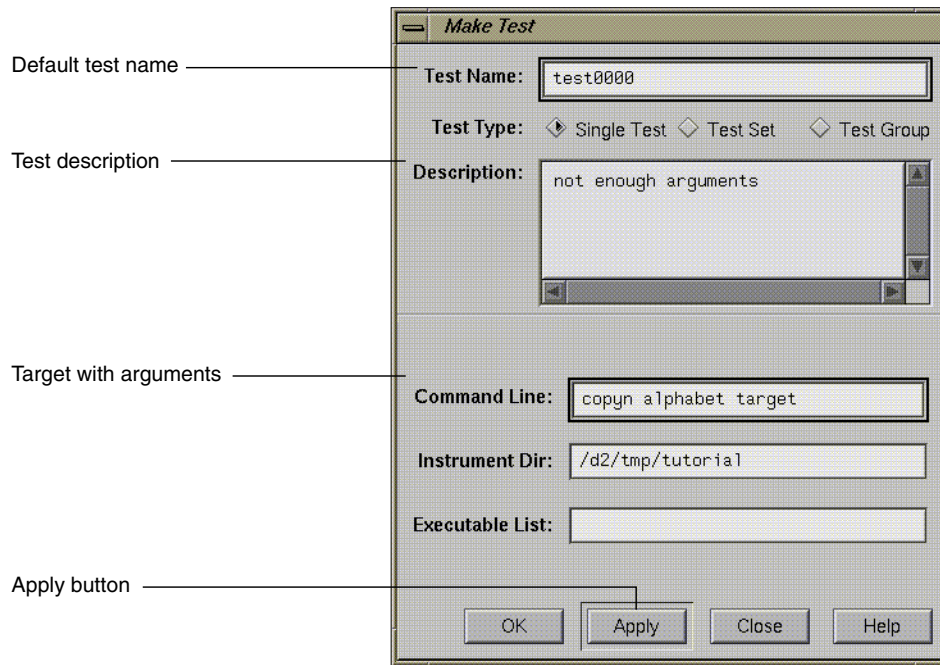 Make Test
Default test name
Test Name: test0000
Test Type: Single Test Test Set Test Group
Test description
Description: not enough arguments
Target with arguments
Command Line: copyn alphabet target
Instrument Dir: /d2/tmp/tutorial
Executable List:
Apply button
OK Apply Close Help